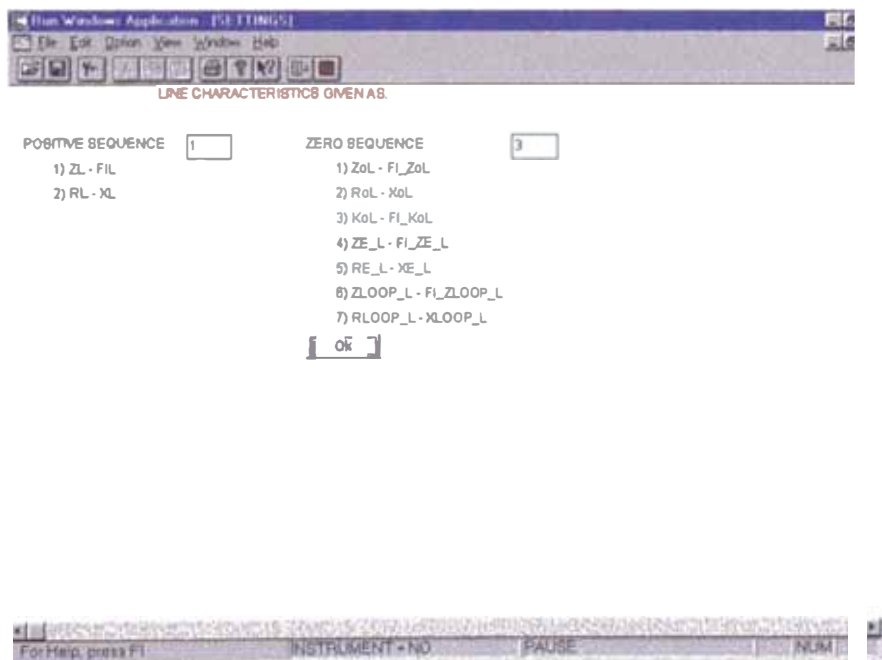 Run Windows Application - [SETTINGS]
File Edit Option View Window Help
LINE CHARACTERISTICS GIVEN AS.
POSITIVE SEQUENCE 1 ZERO SEQUENCE 3
1) ZL - FIL 1) ZoL - FI_ZoL
2) RL - XL 2) RoL - XoL
3) KoL - FI_KoL
4) ZE_L - FI_ZE_L
5) RE_L - XE_L
6) ZLOOP_L - FI_ZLOOP_L
7) RLOOP_L - XLOOP_L
Ok
For Help, press F1 INSTRUMENT = NO PAUSE NUM